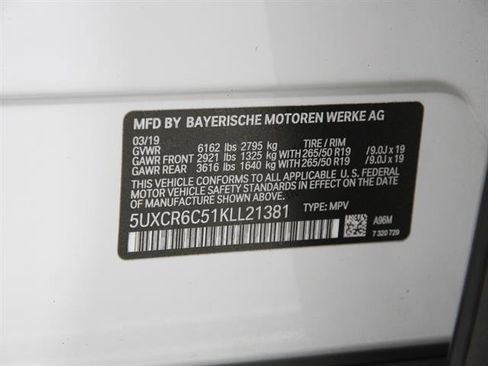 MFD BY BAYERISCHE MOTOREN WERKE AG
03/19
GVWR 6162 lbs 2795 kg TIRE / RIM
GAWR FRONT 2921 lbs 1325 kg WITH 265/50 R19 /9.0J x 19
GAWR REAR 3616 lbs 1640 kg WITH 265/50 R19 /9.0J x 19
THIS VEHICLE CONFORMS TO ALL APPLICABLE U.S. FEDERAL
MOTOR VEHICLE SAFETY STANDARDS IN EFFECT ON THE DATE
OF MANUFACTURE SHOWN ABOVE.
5UXCR6C51KLL21381 TYPE: MPV
A96M
7 320 729